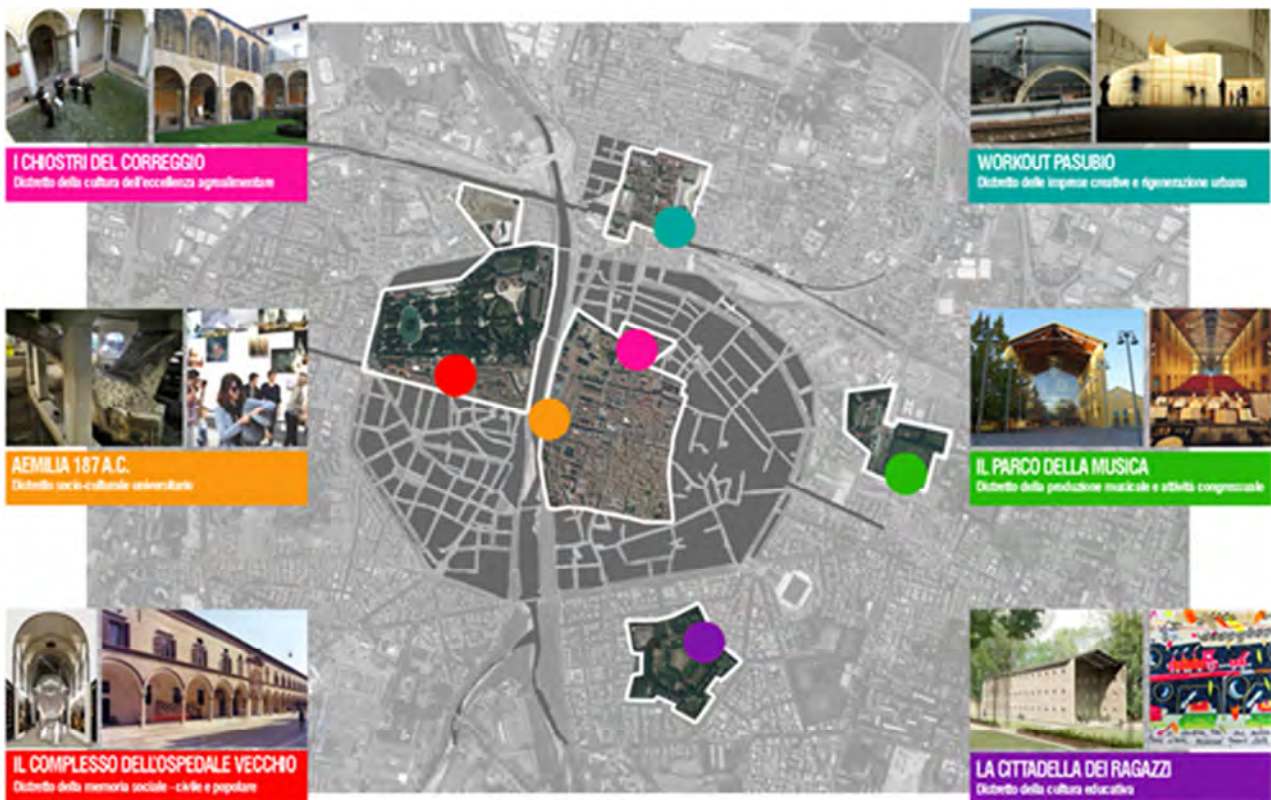 I CHIOSTRI DEL CORREGGIO
Distretto della cultura dell'eccellenza agroalimentare
WORKOUT PASUBIO
Distretto delle imprese creative e rigenerazione urbana
AEMILIA 187 A.C.
Distretto socio-culturale universitario
IL PARCO DELLA MUSICA
Distretto della produzione musicale e attività congressuale
IL COMPLESSO DELL'OSPEDALE VECCHIO
Distretto della memoria sociale - civile e popolare
LA CITTADELLA DEI RAGAZZI
Distretto della cultura educativa